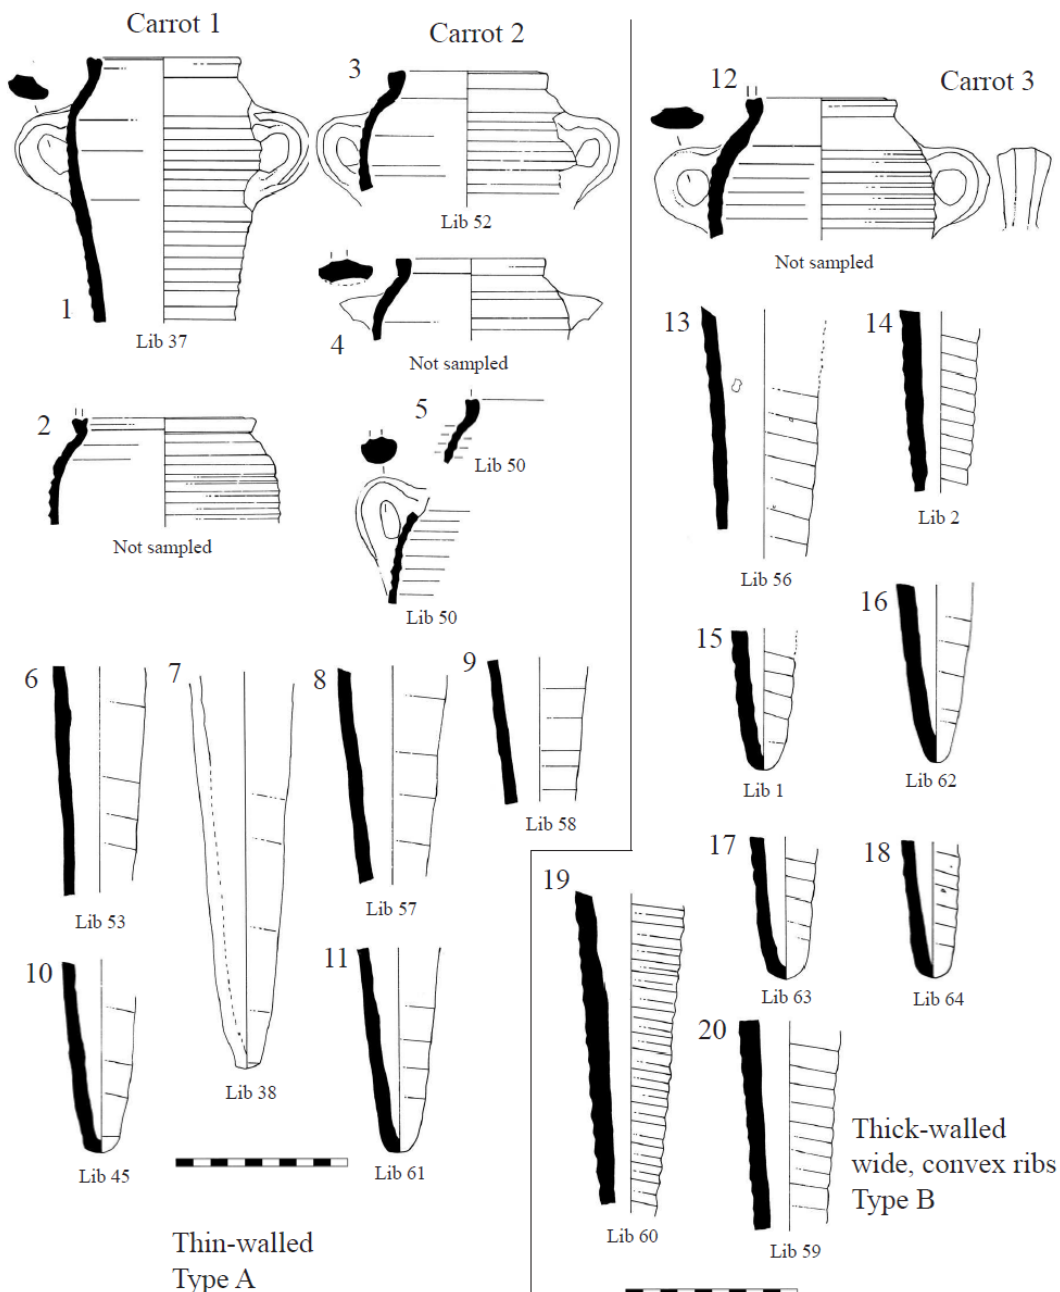 Carrot 1
1
Lib 37
2
Not sampled
Carrot 2
3
Lib 52
4
Not sampled
5
Lib 50
Lib 50
6
Lib 53
7
Lib 38
8
Lib 57
9
Lib 58
10
Lib 45
11
Lib 61
Thin-walled
Type A
Carrot 3
12
Not sampled
13
Lib 56
14
Lib 2
15
Lib 1
16
Lib 62
17
Lib 63
18
Lib 64
19
Lib 60
20
Lib 59
Thick-walled
wide, convex ribs
Type B